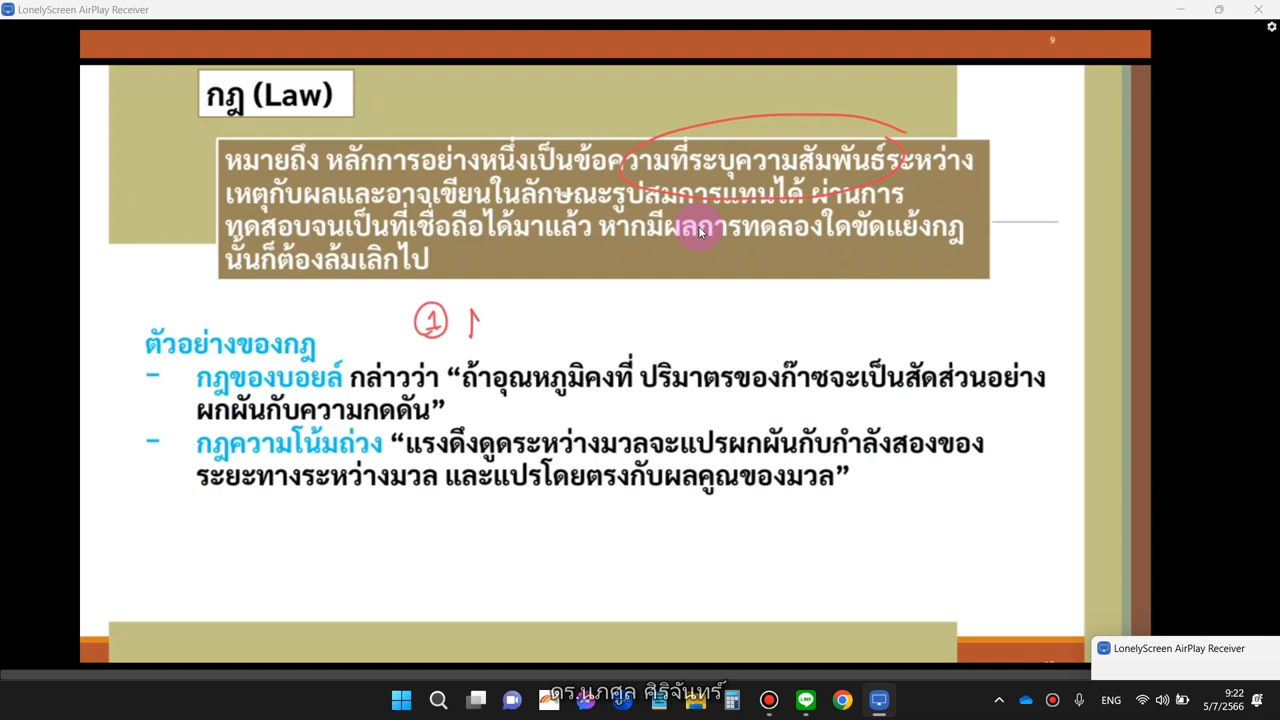 LonelyScreen AirPlay Receiver
9
กฎ (Law)
หมายถึง หลักการอย่างหนึ่งเป็นข้อความที่ระบุความสัมพันธ์ระหว่าง
เหตุกับผลและอาจเขียนในลักษณะรูปสมการแทนได้ ผ่านการ
ทดสอบจนเป็นที่เชื่อถือได้มาแล้ว หากมีผลการทดลองใดขัดแย้งกฎ
นั้นก็ต้องล้มเลิกไป
1
ตัวอย่างของกฎ
- กฎของบอยล์ กล่าวว่า “ถ้าอุณหภูมิคงที่ ปริมาตรของก๊าซจะเป็นสัดส่วนอย่าง
ผกผันกับความกดดัน”
- กฎความโน้มถ่วง “แรงดึงดูดระหว่างมวลจะแปรผกผันกับกำลังสองของ
ระยะทางระหว่างมวล และแปรโดยตรงกับผลคูณของมวล”
LonelyScreen AirPlay Receiver
ดร.นภศูล ศิริจันทร์
ENG
9:22
5/7/2566